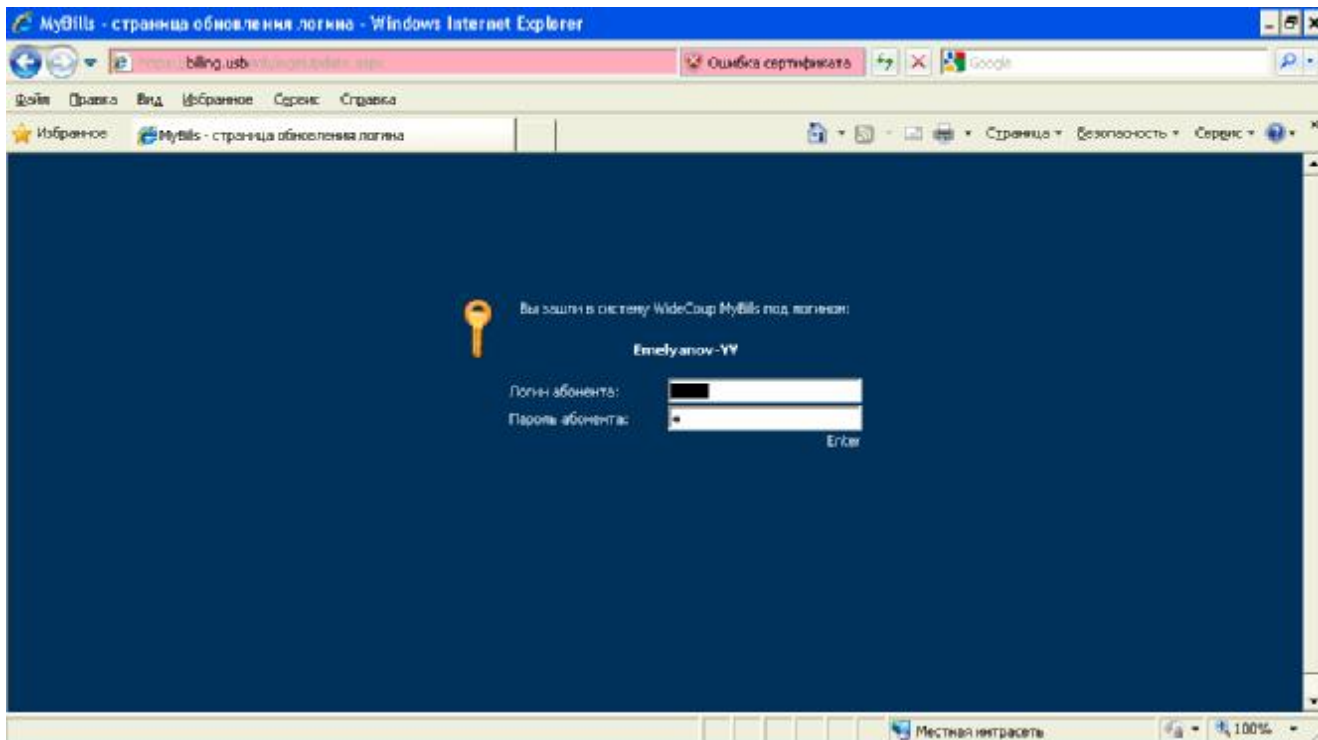 MyBills - страница обновления логина - Windows Internet Explorer
billing.usb
Ошибка сертификата
Google
Файл Правка Вид Избранное Сервис Справка
Избранное
MyBills - страница обновления логина
Страница
Безопасность
Сервис
Вы зашли в систему WideCoup MyBills под логином:
Emelyanov-YY
Логин абонента:
Пароль абонента:
Enter
Местная интрасеть
100%